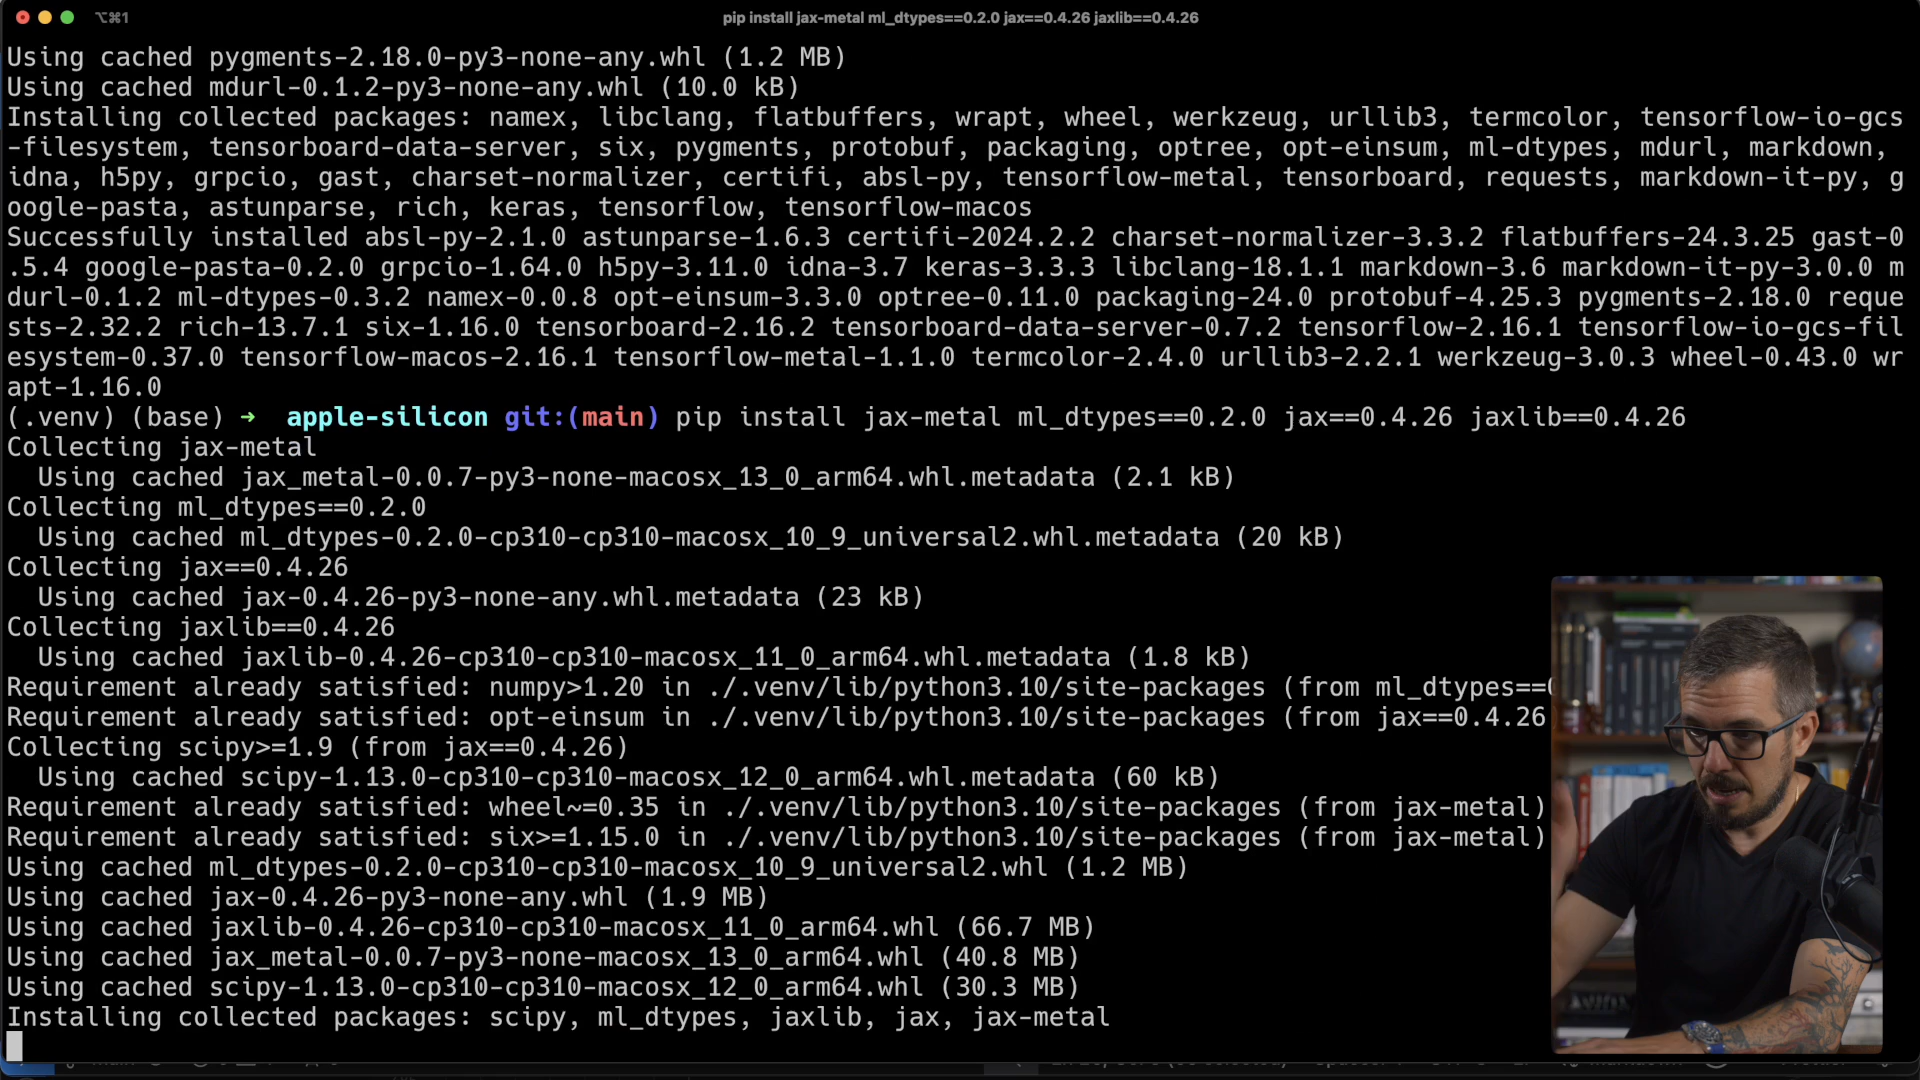 ⌥⌘1
pip install jax-metal ml_dtypes==0.2.0 jax==0.4.26 jaxlib==0.4.26
Using cached pygments-2.18.0-py3-none-any.whl (1.2 MB)
Using cached mdurl-0.1.2-py3-none-any.whl (10.0 kB)
Installing collected packages: namex, libclang, flatbuffers, wrapt, wheel, werkzeug, urllib3, termcolor, tensorflow-io-gcs
-filesystem, tensorboard-data-server, six, pygments, protobuf, packaging, optree, opt-einsum, ml-dtypes, mdurl, markdown,
idna, h5py, grpcio, gast, charset-normalizer, certifi, absl-py, tensorflow-metal, tensorboard, requests, markdown-it-py, g
oogle-pasta, astunparse, rich, keras, tensorflow, tensorflow-macos
Successfully installed absl-py-2.1.0 astunparse-1.6.3 certifi-2024.2.2 charset-normalizer-3.3.2 flatbuffers-24.3.25 gast-0
.5.4 google-pasta-0.2.0 grpcio-1.64.0 h5py-3.11.0 idna-3.7 keras-3.3.3 libclang-18.1.1 markdown-3.6 markdown-it-py-3.0.0 m
durl-0.1.2 ml-dtypes-0.3.2 namex-0.0.8 opt-einsum-3.3.0 optree-0.11.0 packaging-24.0 protobuf-4.25.3 pygments-2.18.0 reque
sts-2.32.2 rich-13.7.1 six-1.16.0 tensorboard-2.16.2 tensorboard-data-server-0.7.2 tensorflow-2.16.1 tensorflow-io-gcs-fil
esystem-0.37.0 tensorflow-macos-2.16.1 tensorflow-metal-1.1.0 termcolor-2.4.0 urllib3-2.2.1 werkzeug-3.0.3 wheel-0.43.0 wr
apt-1.16.0
(.venv) (base) ➜  apple-silicon git:(main) pip install jax-metal ml_dtypes==0.2.0 jax==0.4.26 jaxlib==0.4.26
Collecting jax-metal
  Using cached jax_metal-0.0.7-py3-none-macosx_13_0_arm64.whl.metadata (2.1 kB)
Collecting ml_dtypes==0.2.0
  Using cached ml_dtypes-0.2.0-cp310-cp310-macosx_10_9_universal2.whl.metadata (20 kB)
Collecting jax==0.4.26
  Using cached jax-0.4.26-py3-none-any.whl.metadata (23 kB)
Collecting jaxlib==0.4.26
  Using cached jaxlib-0.4.26-cp310-cp310-macosx_11_0_arm64.whl.metadata (1.8 kB)
Requirement already satisfied: numpy>1.20 in ./.venv/lib/python3.10/site-packages (from ml_dtypes==
Requirement already satisfied: opt-einsum in ./.venv/lib/python3.10/site-packages (from jax==0.4.26
Collecting scipy>=1.9 (from jax==0.4.26)
  Using cached scipy-1.13.0-cp310-cp310-macosx_12_0_arm64.whl.metadata (60 kB)
Requirement already satisfied: wheel~=0.35 in ./.venv/lib/python3.10/site-packages (from jax-metal)
Requirement already satisfied: six>=1.15.0 in ./.venv/lib/python3.10/site-packages (from jax-metal)
Using cached ml_dtypes-0.2.0-cp310-cp310-macosx_10_9_universal2.whl (1.2 MB)
Using cached jax-0.4.26-py3-none-any.whl (1.9 MB)
Using cached jaxlib-0.4.26-cp310-cp310-macosx_11_0_arm64.whl (66.7 MB)
Using cached jax_metal-0.0.7-py3-none-macosx_13_0_arm64.whl (40.8 MB)
Using cached scipy-1.13.0-cp310-cp310-macosx_12_0_arm64.whl (30.3 MB)
Installing collected packages: scipy, ml_dtypes, jaxlib, jax, jax-metal